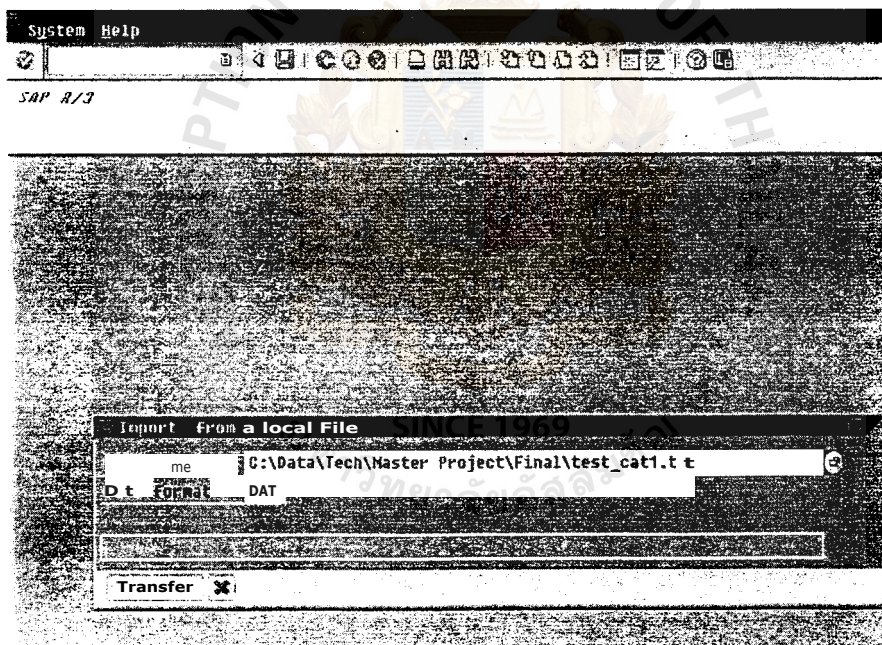 System Help
SAP R/3
Import from a local File
me C:\Data\Tech\Master Project\Final\test_cat1.t t
D t format DAT
SINCE 1969
Transfer